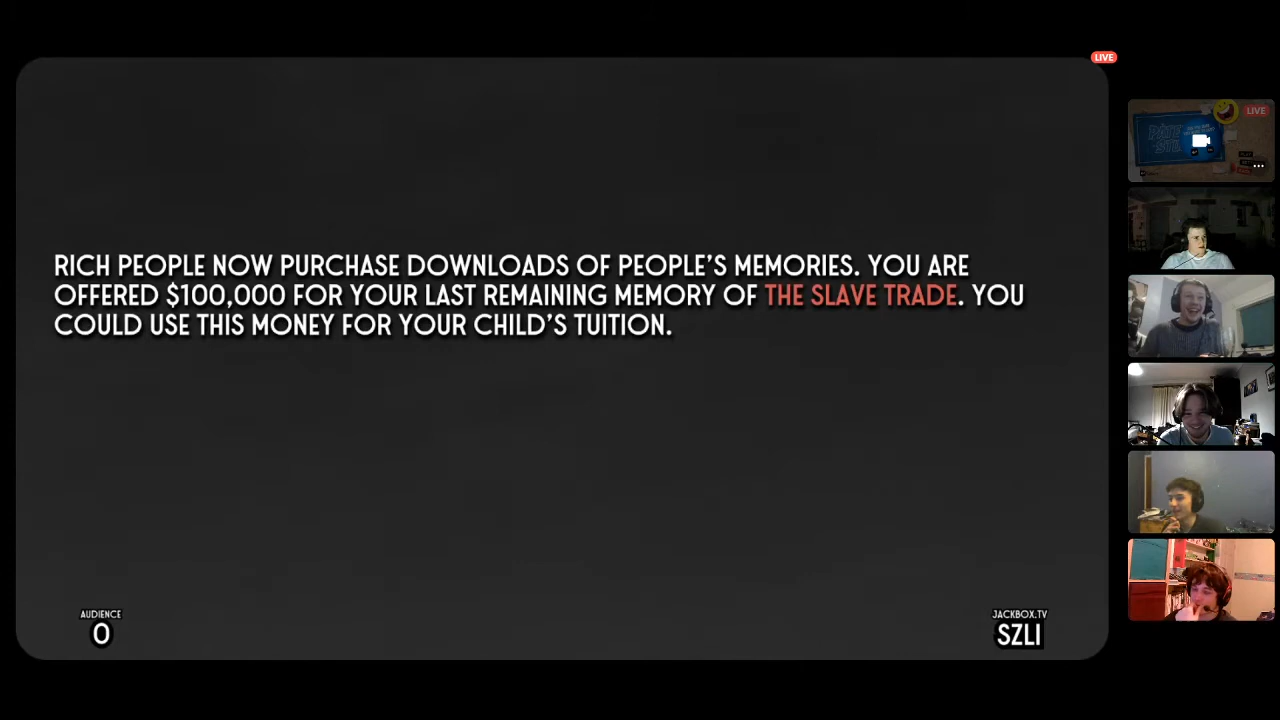 LIVE
LIVE
RICH PEOPLE NOW PURCHASE DOWNLOADS OF PEOPLE'S MEMORIES. YOU ARE
OFFERED $100,000 FOR YOUR LAST REMAINING MEMORY OF THE SLAVE TRADE. YOU
COULD USE THIS MONEY FOR YOUR CHILD'S TUITION.
AUDIENCE
0
JACKBOX.TV
SZLI